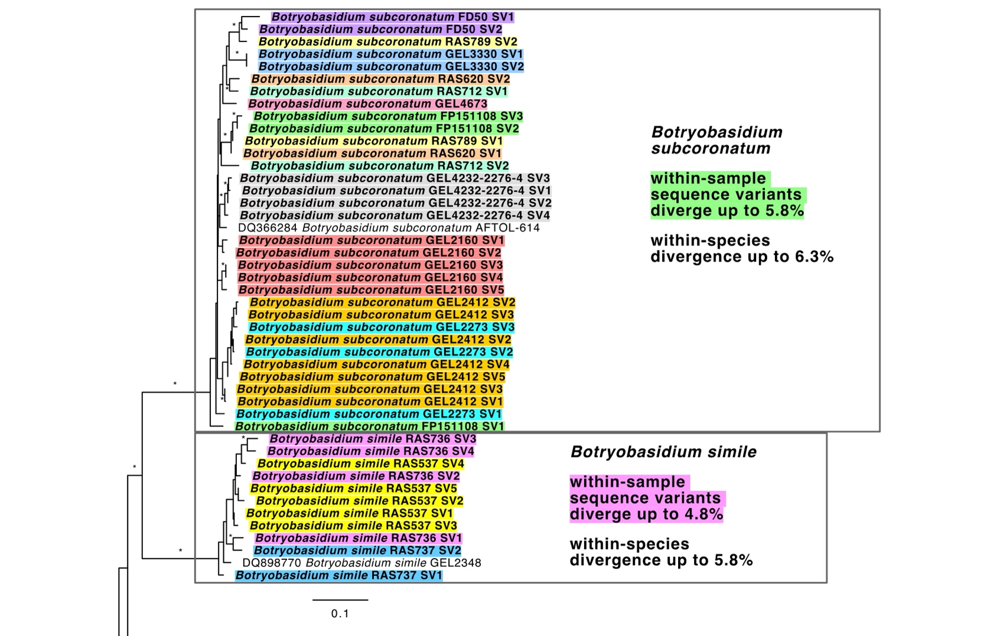 Botryobasidium subcoronatum FD50 SV1
Botryobasidium subcoronatum FD50 SV2
Botryobasidium subcoronatum RAS789 SV2
Botryobasidium subcoronatum GEL3330 SV1
Botryobasidium subcoronatum GEL3330 SV2
Botryobasidium subcoronatum RAS620 SV2
Botryobasidium subcoronatum RAS712 SV1
Botryobasidium subcoronatum GEL4673
Botryobasidium subcoronatum FP151108 SV3
Botryobasidium subcoronatum FP151108 SV2
Botryobasidium subcoronatum RAS789 SV1
Botryobasidium subcoronatum RAS620 SV1
Botryobasidium subcoronatum RAS712 SV2
Botryobasidium subcoronatum GEL4232-2276-4 SV3
Botryobasidium subcoronatum GEL4232-2276-4 SV1
Botryobasidium subcoronatum GEL4232-2276-4 SV2
Botryobasidium subcoronatum GEL4232-2276-4 SV4
DQ366284 Botryobasidium subcoronatum AFTOL-614
Botryobasidium subcoronatum GEL2160 SV1
Botryobasidium subcoronatum GEL2160 SV2
Botryobasidium subcoronatum GEL2160 SV3
Botryobasidium subcoronatum GEL2160 SV4
Botryobasidium subcoronatum GEL2160 SV5
Botryobasidium subcoronatum GEL2412 SV2
Botryobasidium subcoronatum GEL2412 SV3
Botryobasidium subcoronatum GEL2273 SV3
Botryobasidium subcoronatum GEL2412 SV2
Botryobasidium subcoronatum GEL2273 SV2
Botryobasidium subcoronatum GEL2412 SV4
Botryobasidium subcoronatum GEL2412 SV5
Botryobasidium subcoronatum GEL2412 SV3
Botryobasidium subcoronatum GEL2412 SV1
Botryobasidium subcoronatum GEL2273 SV1
Botryobasidium subcoronatum FP151108 SV1
Botryobasidium
subcoronatum
within-sample
sequence variants
diverge up to 5.8%
within-species
divergence up to 6.3%
Botryobasidium simile RAS736 SV3
Botryobasidium simile RAS736 SV4
Botryobasidium simile RAS537 SV4
Botryobasidium simile RAS736 SV2
Botryobasidium simile RAS537 SV5
Botryobasidium simile RAS537 SV2
Botryobasidium simile RAS537 SV1
Botryobasidium simile RAS537 SV3
Botryobasidium simile RAS736 SV1
Botryobasidium simile RAS737 SV2
DQ898770 Botryobasidium simile GEL2348
Botryobasidium simile RAS737 SV1
Botryobasidium simile
within-sample
sequence variants
diverge up to 4.8%
within-species
divergence up to 5.8%
0.1